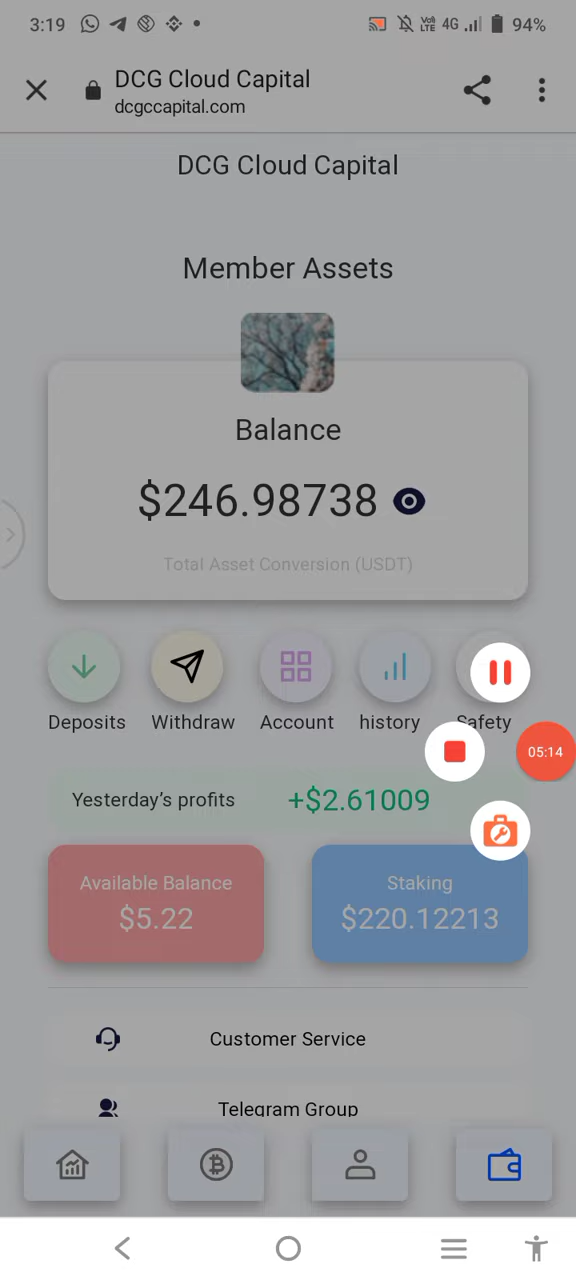 3:19 VoI LTE 4G 94%
DCG Cloud Capital
dcgccapital.com
DCG Cloud Capital
Member Assets
Balance
$246.98738
Total Asset Conversion (USDT)
Deposits Withdraw Account history Safety
05:14
Yesterday's profits +$2.61009
Available Balance Staking
$5.22 $220.12213
Customer Service
Telegram Group